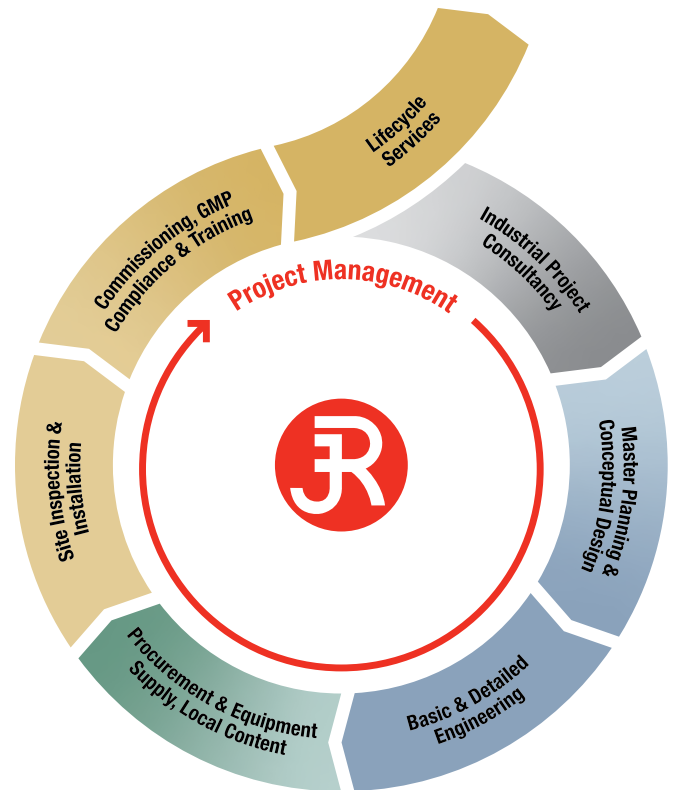 Lifecycle
Services
Industrial Project
Consultancy
Master Planning &
Conceptual Design
Basic & Detailed
Engineering
Procurement & Equipment
Supply, Local Content
Site Inspection &
Installation
Commissioning, GMP
Compliance & Training
Project Management
JR